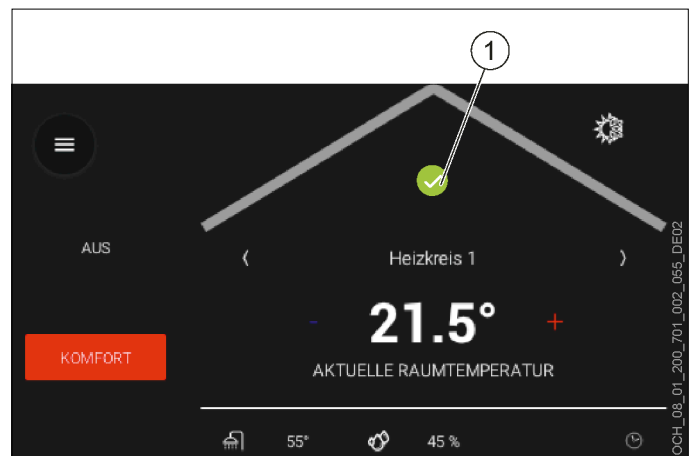 1
AUS
Heizkreis 1
- 21.5° +
KOMFORT
AKTUELLE RAUMTEMPERATUR
55°
45 %
OCH_08_01_200_701_002_055_DE02